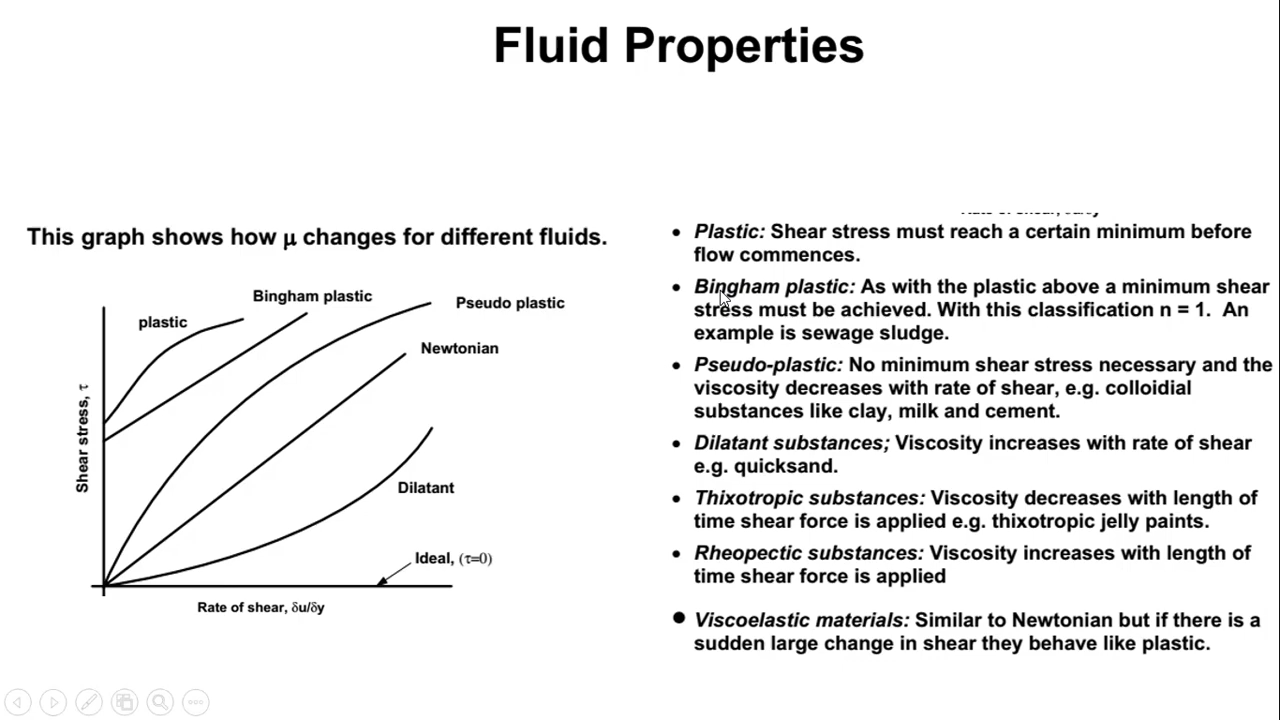 Fluid Properties
This graph shows how μ changes for different fluids.
Bingham plastic
Pseudo plastic
plastic
Newtonian
Shear stress, τ
Dilatant
Ideal, (τ=0)
Rate of shear, δu/δy
• Plastic: Shear stress must reach a certain minimum before
flow commences.
• Bingham plastic: As with the plastic above a minimum shear
stress must be achieved. With this classification n = 1. An
example is sewage sludge.
• Pseudo-plastic: No minimum shear stress necessary and the
viscosity decreases with rate of shear, e.g. colloidial
substances like clay, milk and cement.
• Dilatant substances; Viscosity increases with rate of shear
e.g. quicksand.
• Thixotropic substances: Viscosity decreases with length of
time shear force is applied e.g. thixotropic jelly paints.
• Rheopectic substances: Viscosity increases with length of
time shear force is applied
• Viscoelastic materials: Similar to Newtonian but if there is a
sudden large change in shear they behave like plastic.